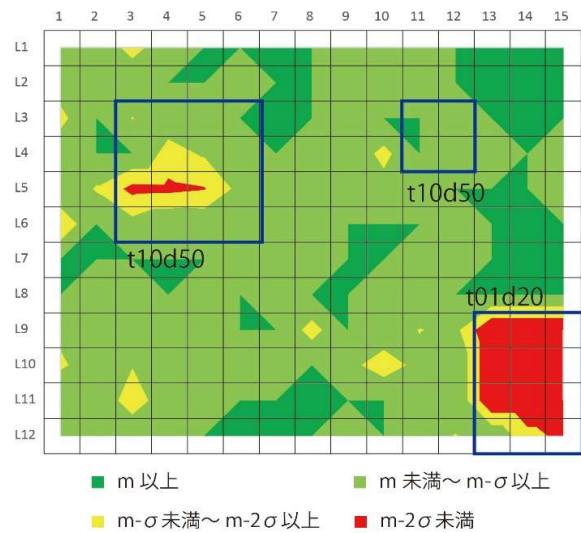 1 2 3 4 5 6 7 8 9 10 11 12 13 14 15
L1
L2
L3
L4
L5
L6
L7
L8
L9
L10
L11
L12
t10d50
t10d50
t01d20
m 以上
m 未満～ m-σ 以上
m-σ 未満～ m-2σ 以上
m-2σ 未満